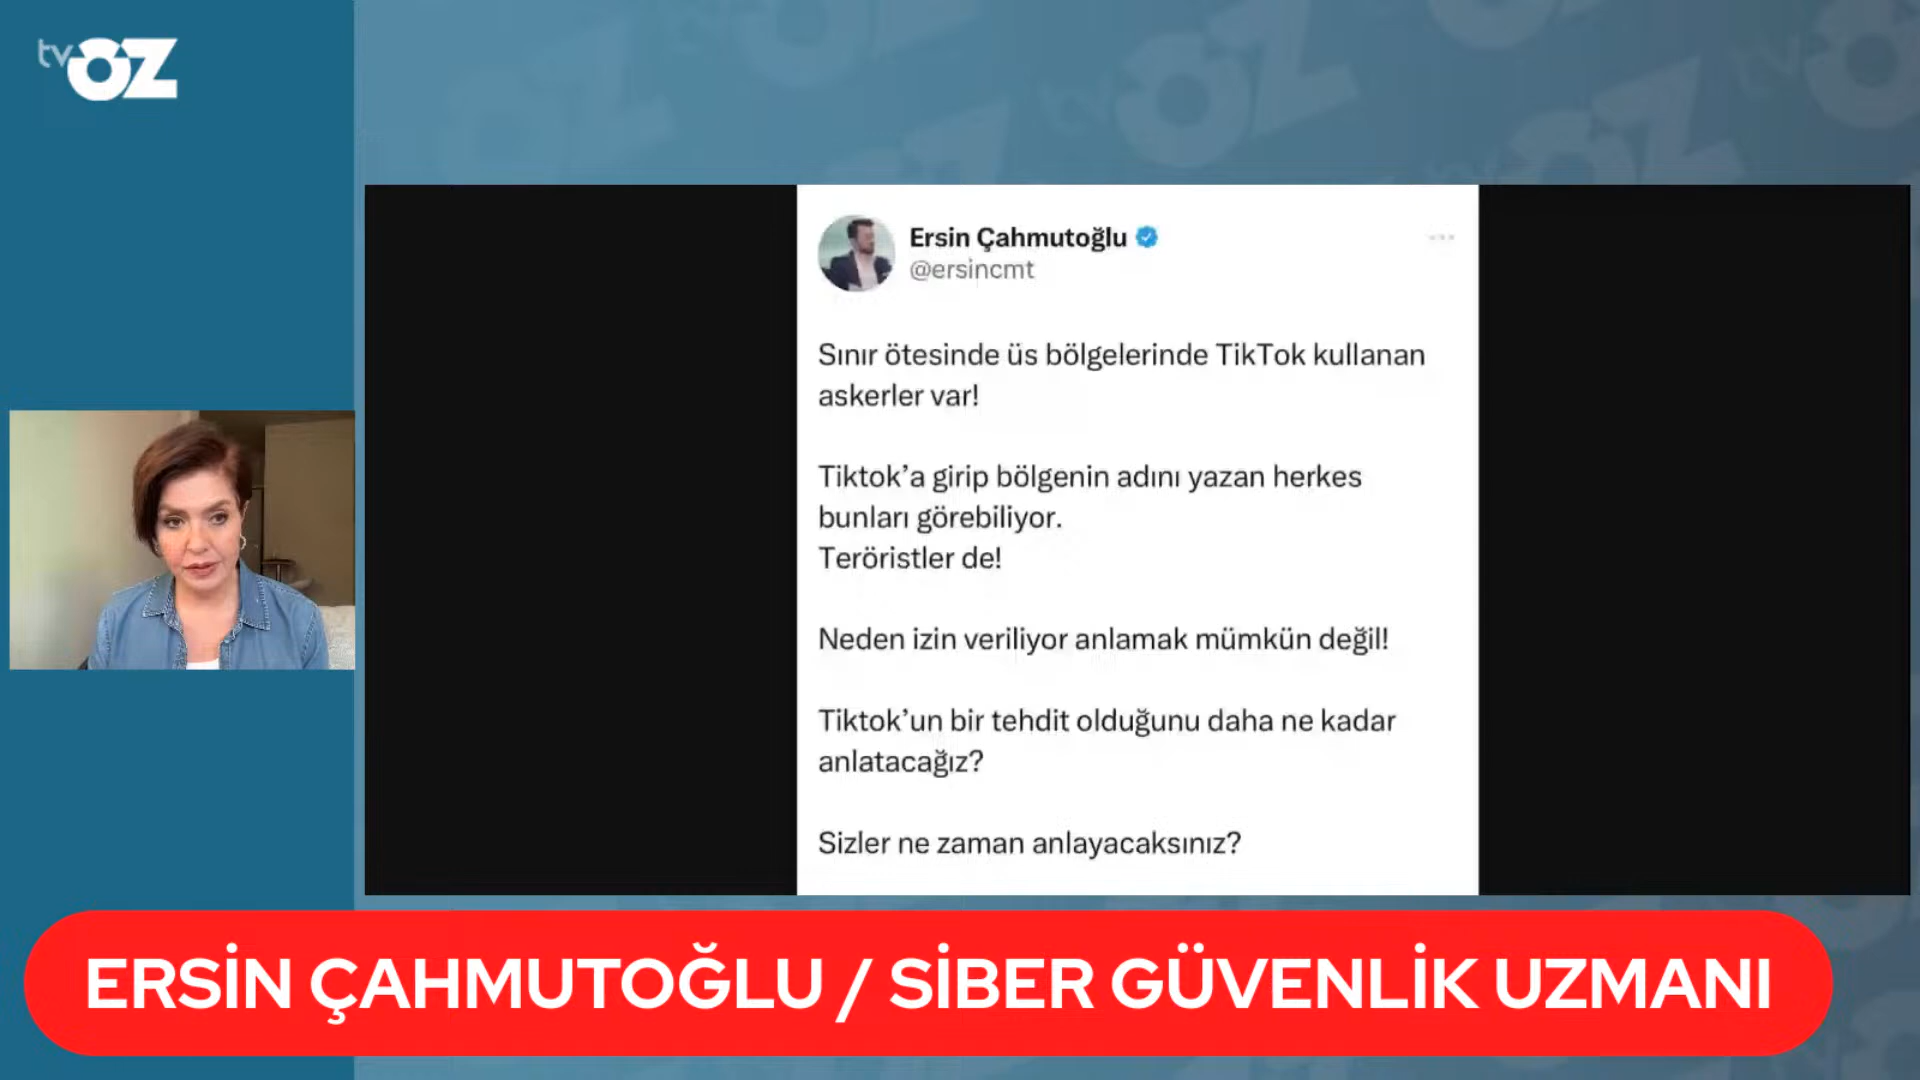 tvOZ
Ersin Çahmutoğlu
@ersincmt
Sınır ötesinde üs bölgelerinde TikTok kullanan
askerler var!
Tiktok’a girip bölgenin adını yazan herkes
bunları görebiliyor.
Teröristler de!
Neden izin veriliyor anlamak mümkün değil!
Tiktok’un bir tehdit olduğunu daha ne kadar
anlatacağız?
Sizler ne zaman anlayacaksınız?
ERSİN ÇAHMUTOĞLU / SİBER GÜVENLİK UZMANI